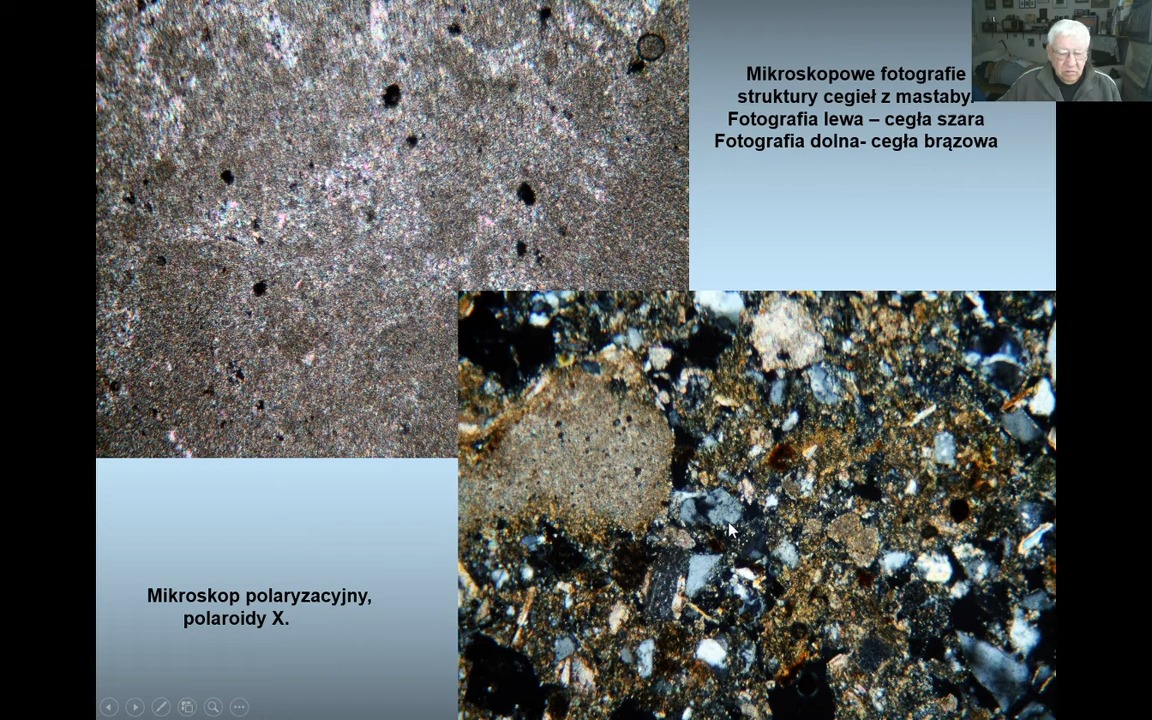 Mikroskopowe fotografie
struktury cegieł z mastaby.
Fotografia lewa – cegła szara
Fotografia dolna- cegła brązowa
Mikroskop polaryzacyjny,
polaroidy X.